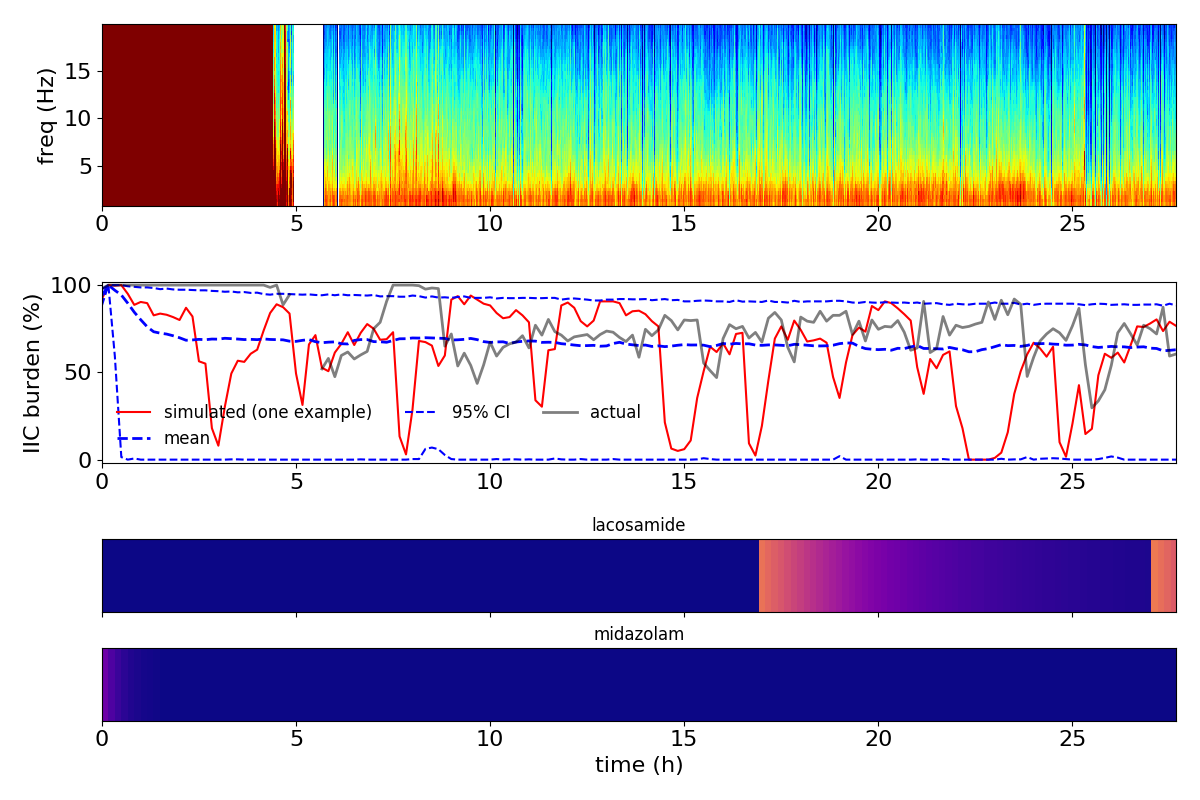 freq (Hz)
15
10
5
0 5 10 15 20 25
IIC burden (%)
100
50
0
simulated (one example) 95% CI actual
mean
0 5 10 15 20 25
lacosamide
midazolam
0 5 10 15 20 25
time (h)